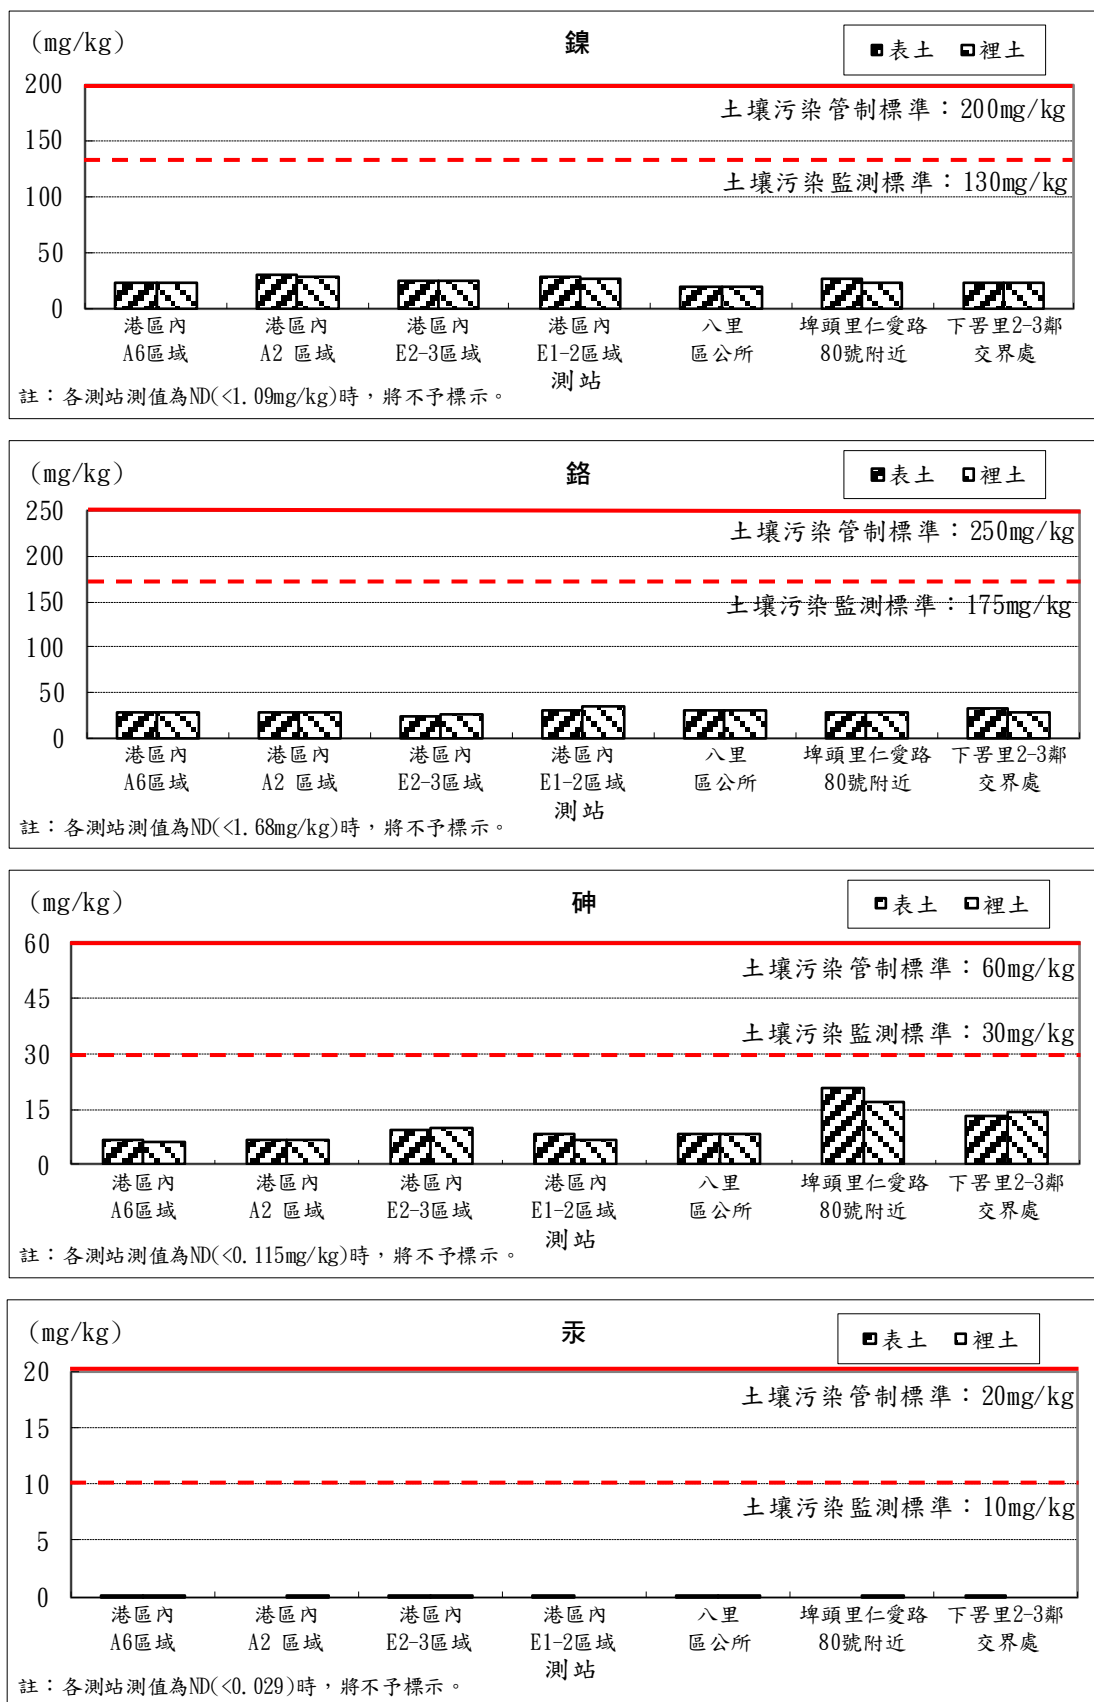 (mg/kg)
鎳
表土 裡土
200
土壤污染管制標準：200mg/kg
150
土壤污染監測標準：130mg/kg
100
50
0
港區內 港區內 港區內 港區內 八里 埤頭里仁愛路 下罟里2-3鄰
A6區域 A2 區域 E2-3區域 E1-2區域 區公所 80號附近 交界處
測站
註：各測站測值為ND(<1.09mg/kg)時，將不予標示。
(mg/kg)
鉻
表土 裡土
250
土壤污染管制標準：250mg/kg
200
土壤污染監測標準：175mg/kg
150
100
50
0
港區內 港區內 港區內 港區內 八里 埤頭里仁愛路 下罟里2-3鄰
A6區域 A2 區域 E2-3區域 E1-2區域 區公所 80號附近 交界處
測站
註：各測站測值為ND(<1.68mg/kg)時，將不予標示。
(mg/kg)
砷
表土 裡土
60
土壤污染管制標準：60mg/kg
45
土壤污染監測標準：30mg/kg
30
15
0
港區內 港區內 港區內 港區內 八里 埤頭里仁愛路 下罟里2-3鄰
A6區域 A2 區域 E2-3區域 E1-2區域 區公所 80號附近 交界處
測站
註：各測站測值為ND(<0.115mg/kg)時，將不予標示。
(mg/kg)
汞
表土 裡土
20
土壤污染管制標準：20mg/kg
15
10
土壤污染監測標準：10mg/kg
5
0
港區內 港區內 港區內 港區內 八里 埤頭里仁愛路 下罟里2-3鄰
A6區域 A2 區域 E2-3區域 E1-2區域 區公所 80號附近 交界處
測站
註：各測站測值為ND(<0.029)時，將不予標示。